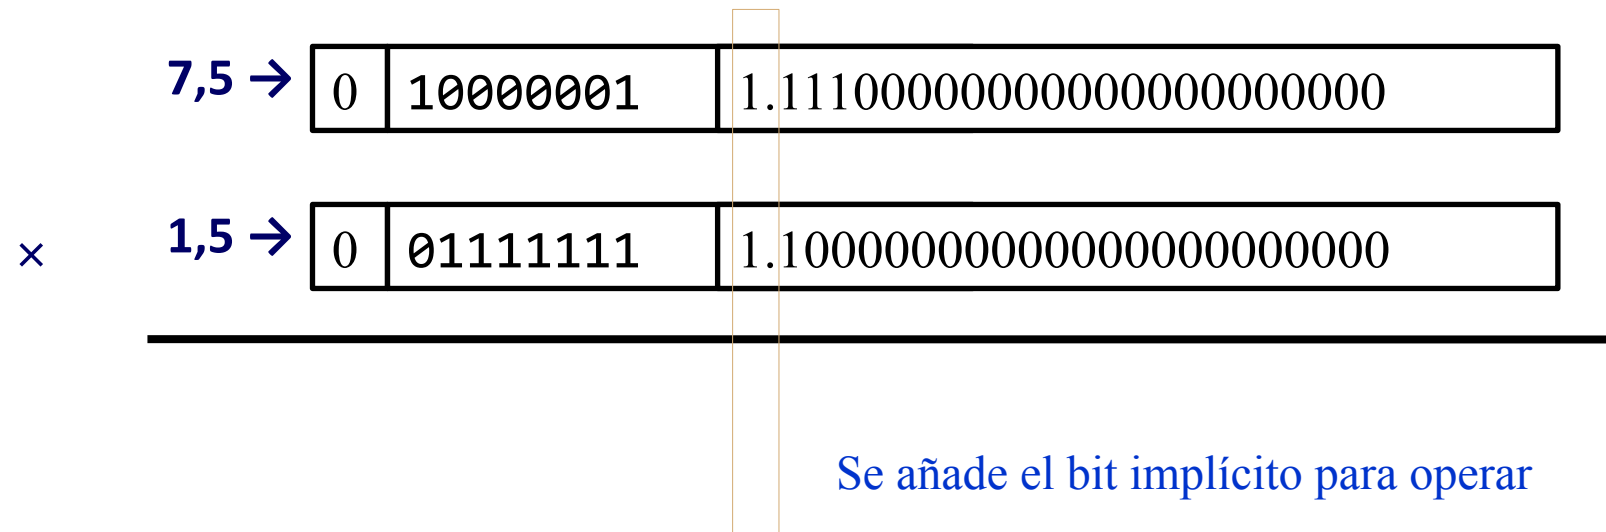 7,5 → 0 10000001 1.11100000000000000000000
× 1,5 → 0 01111111 1.10000000000000000000000
Se añade el bit implícito para operar